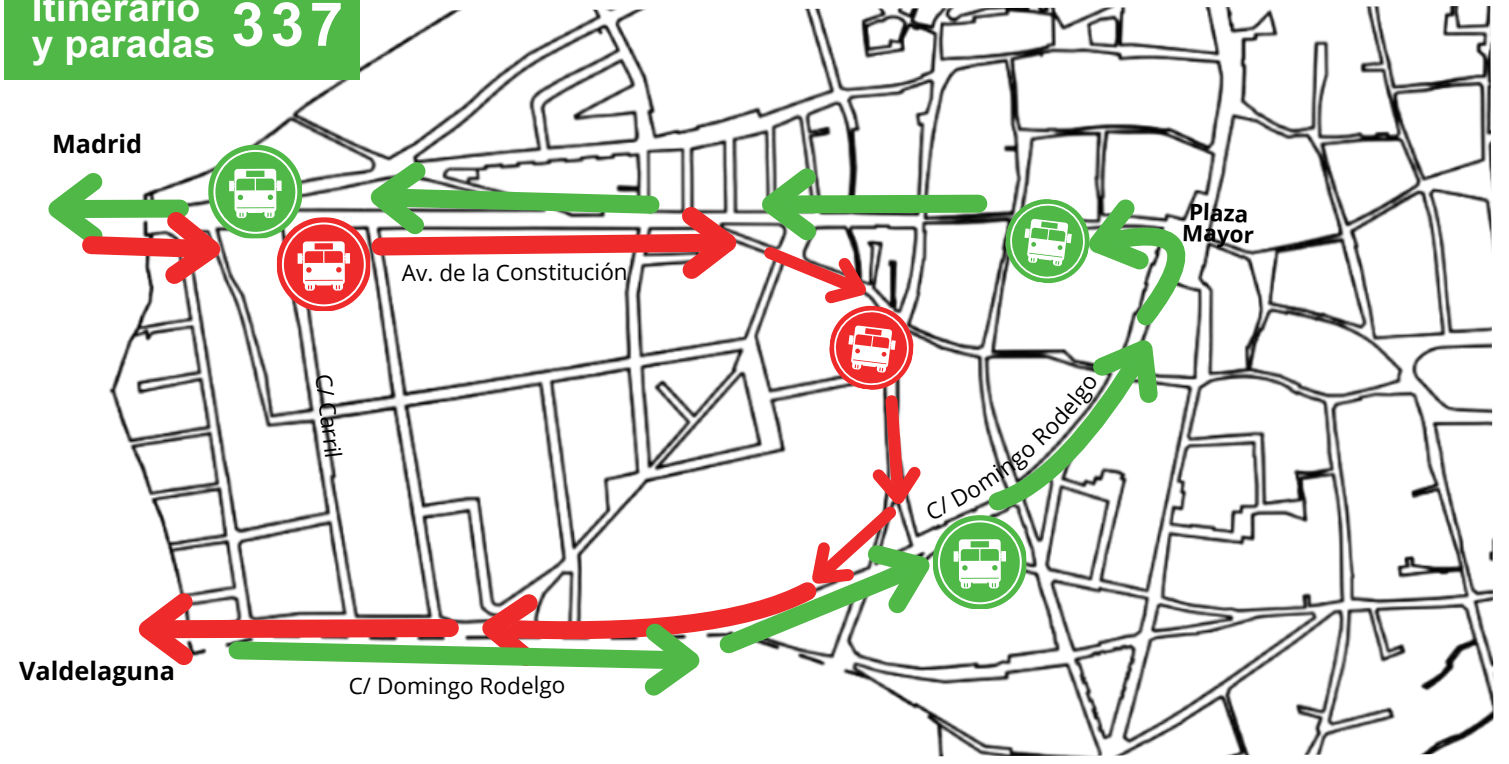 Itinerario
y paradas 337
Madrid
Plaza
Mayor
Av. de la Constitución
C/ Carril
C/ Domingo Rodelgo
Valdelaguna
C/ Domingo Rodelgo